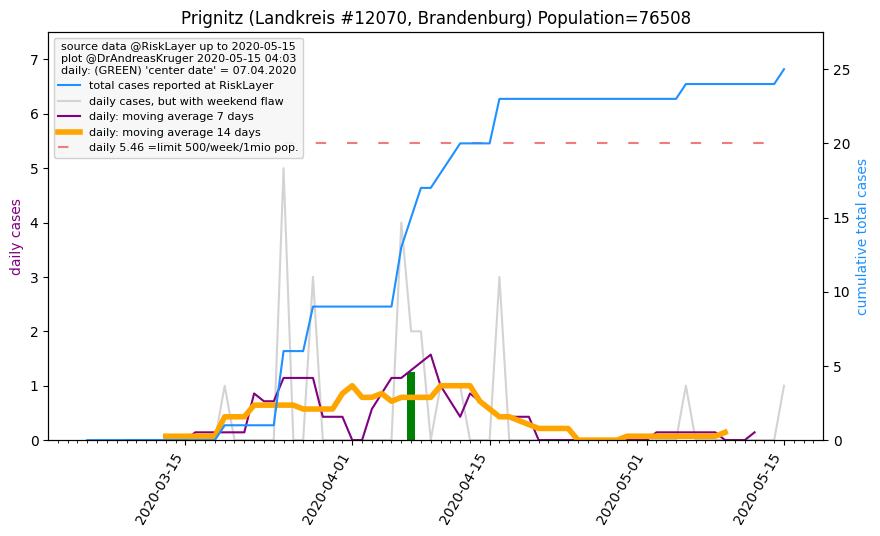 Prignitz (Landkreis #12070, Brandenburg) Population=76508
source data @RiskLayer up to 2020-05-15
plot @DrAndreasKruger 2020-05-15 04:03
daily: (GREEN) 'center date' = 07.04.2020
total cases reported at RiskLayer
daily cases, but with weekend flaw
daily: moving average 7 days
daily: moving average 14 days
daily 5.46 =limit 500/week/1mio pop.
daily cases
7
6
5
4
3
2
1
0
cumulative total cases
25
20
15
10
5
0
2020-03-15
2020-04-01
2020-04-15
2020-05-01
2020-05-15